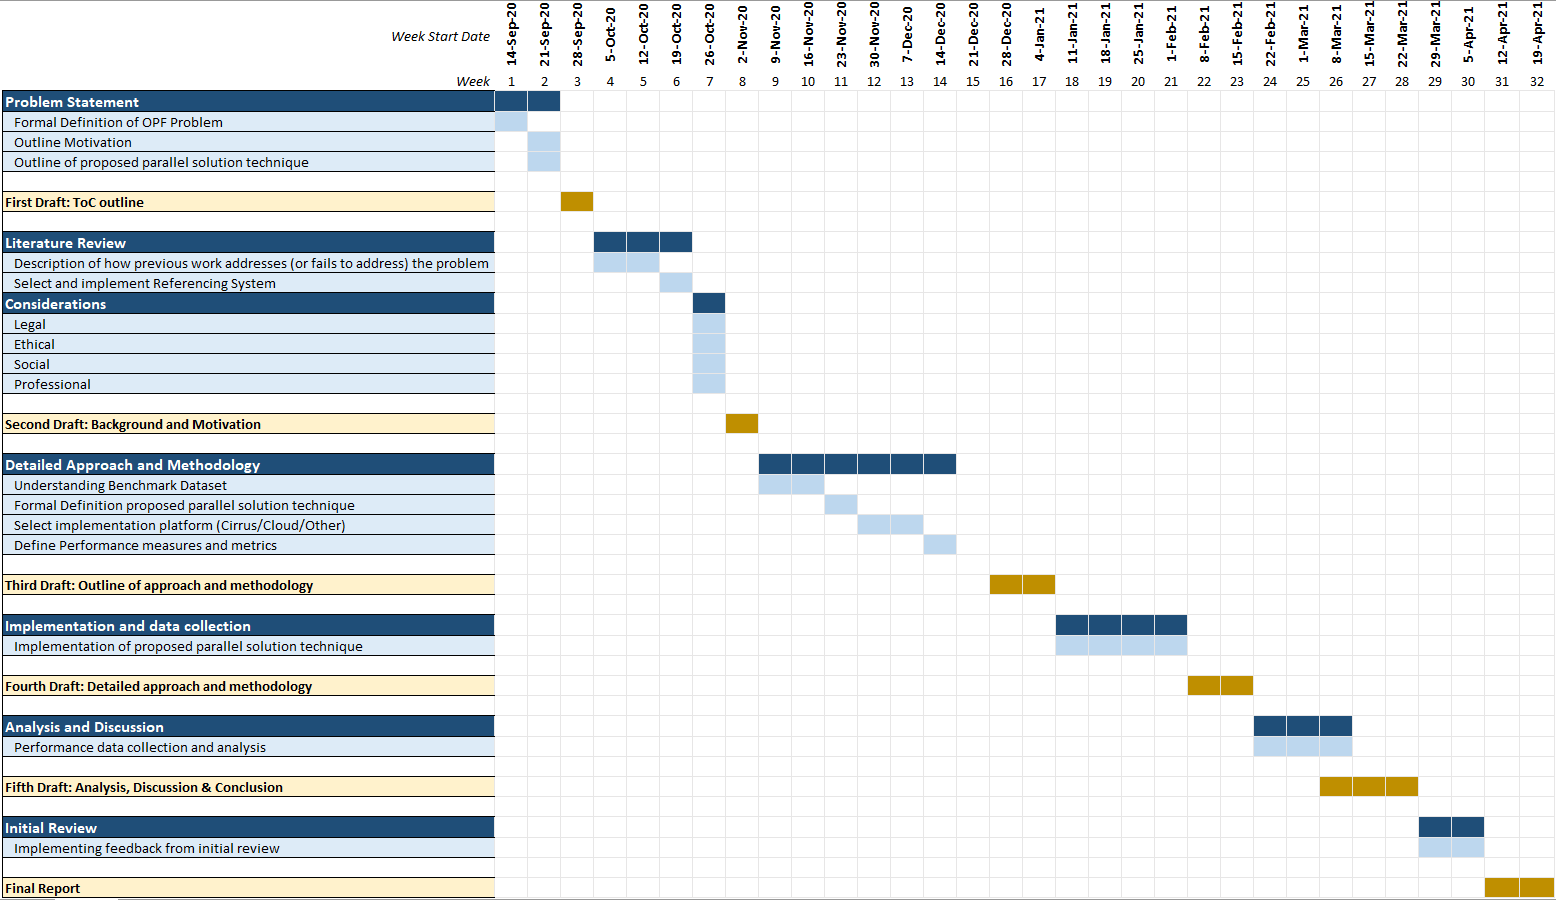 14-Sep-20 21-Sep-20 28-Sep-20 5-Oct-20 12-Oct-20 19-Oct-20 26-Oct-20 2-Nov-20 9-Nov-20 16-Nov-20 23-Nov-20 30-Nov-20 7-Dec-20 14-Dec-20 21-Dec-20 28-Dec-20 4-Jan-21 11-Jan-21 18-Jan-21 25-Jan-21 1-Feb-21 8-Feb-21 15-Feb-21 22-Feb-21 1-Mar-21 8-Mar-21 15-Mar-21 22-Mar-21 29-Mar-21 5-Apr-21 12-Apr-21 19-Apr-21
Week Start Date
Week 1 2 3 4 5 6 7 8 9 10 11 12 13 14 15 16 17 18 19 20 21 22 23 24 25 26 27 28 29 30 31 32
Problem Statement
Formal Definition of OPF Problem
Outline Motivation
Outline of proposed parallel solution technique
First Draft: ToC outline
Literature Review
Description of how previous work addresses (or fails to address) the problem
Select and implement Referencing System
Considerations
Legal
Ethical
Social
Professional
Second Draft: Background and Motivation
Detailed Approach and Methodology
Understanding Benchmark Dataset
Formal Definition proposed parallel solution technique
Select implementation platform (Cirrus/Cloud/Other)
Define Performance measures and metrics
Third Draft: Outline of approach and methodology
Implementation and data collection
Implementation of proposed parallel solution technique
Fourth Draft: Detailed approach and methodology
Analysis and Discussion
Performance data collection and analysis
Fifth Draft: Analysis, Discussion & Conclusion
Initial Review
Implementing feedback from initial review
Final Report